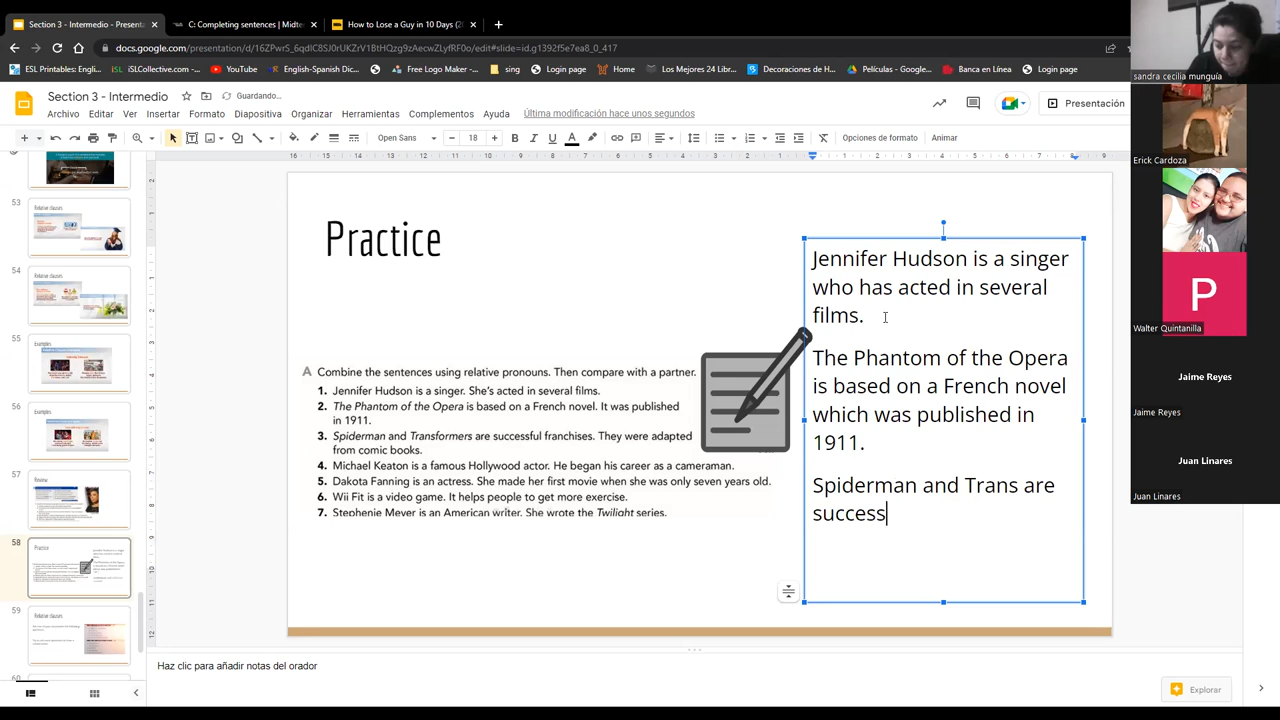 Section 3 - Intermedio - Presenta
C: Completing sentences | Midte
How to Lose a Guy in 10 Days (2
docs.google.com/presentation/d/16ZPwrS_6qdIC8SJ0rUKZrV1BtHQzg9zAecwZLyfRF0o/edit#slide=id.g1392f5e7ea8_0_417
ESL Printables: Engl...
iSLCollective.com -...
YouTube
English-Spanish Dic...
Free Logo Maker -...
sing
Login page
Home
Los Mejores 24 Libr...
Decoraciones de H...
Películas - Google...
Banca en Línea
Login page
Section 3 - Intermedio
Guardando...
Archivo Editar Ver Insertar Formato Diapositiva Organizar Herramientas Complementos Ayuda
Última modificación hace unos segundos
Presentación
Open Sans
18
Opciones de formato
Animar
53
54
55
56
57
58
59
60
Practice
A Combine the sentences using relative pronouns. Then compare with a partner.
1. Jennifer Hudson is a singer. She's acted in several films.
2. The Phantom of the Opera is based on a French novel. It was published
in 1911.
3. Spiderman and Transformers are successful franchises. They were adapted
from comic books.
4. Michael Keaton is a famous Hollywood actor. He began his career as a cameraman.
5. Dakota Fanning is an actress. She made her first movie when she was only seven years old.
6. Wii Fit is a video game. It helps people to get more exercise.
7. Stephenie Meyer is an American writer. She wrote the Twilight series.
Jennifer Hudson is a singer
who has acted in several
films.
The Phantom of the Opera
is based on a French novel
which was published in
1911.
Spiderman and Trans are
success
Haz clic para añadir notas del orador
Explorar
sandra cecilia munguía
Erick Cardoza
P
Walter Quintanilla
Jaime Reyes
Jaime Reyes
Juan Linares
Juan Linares